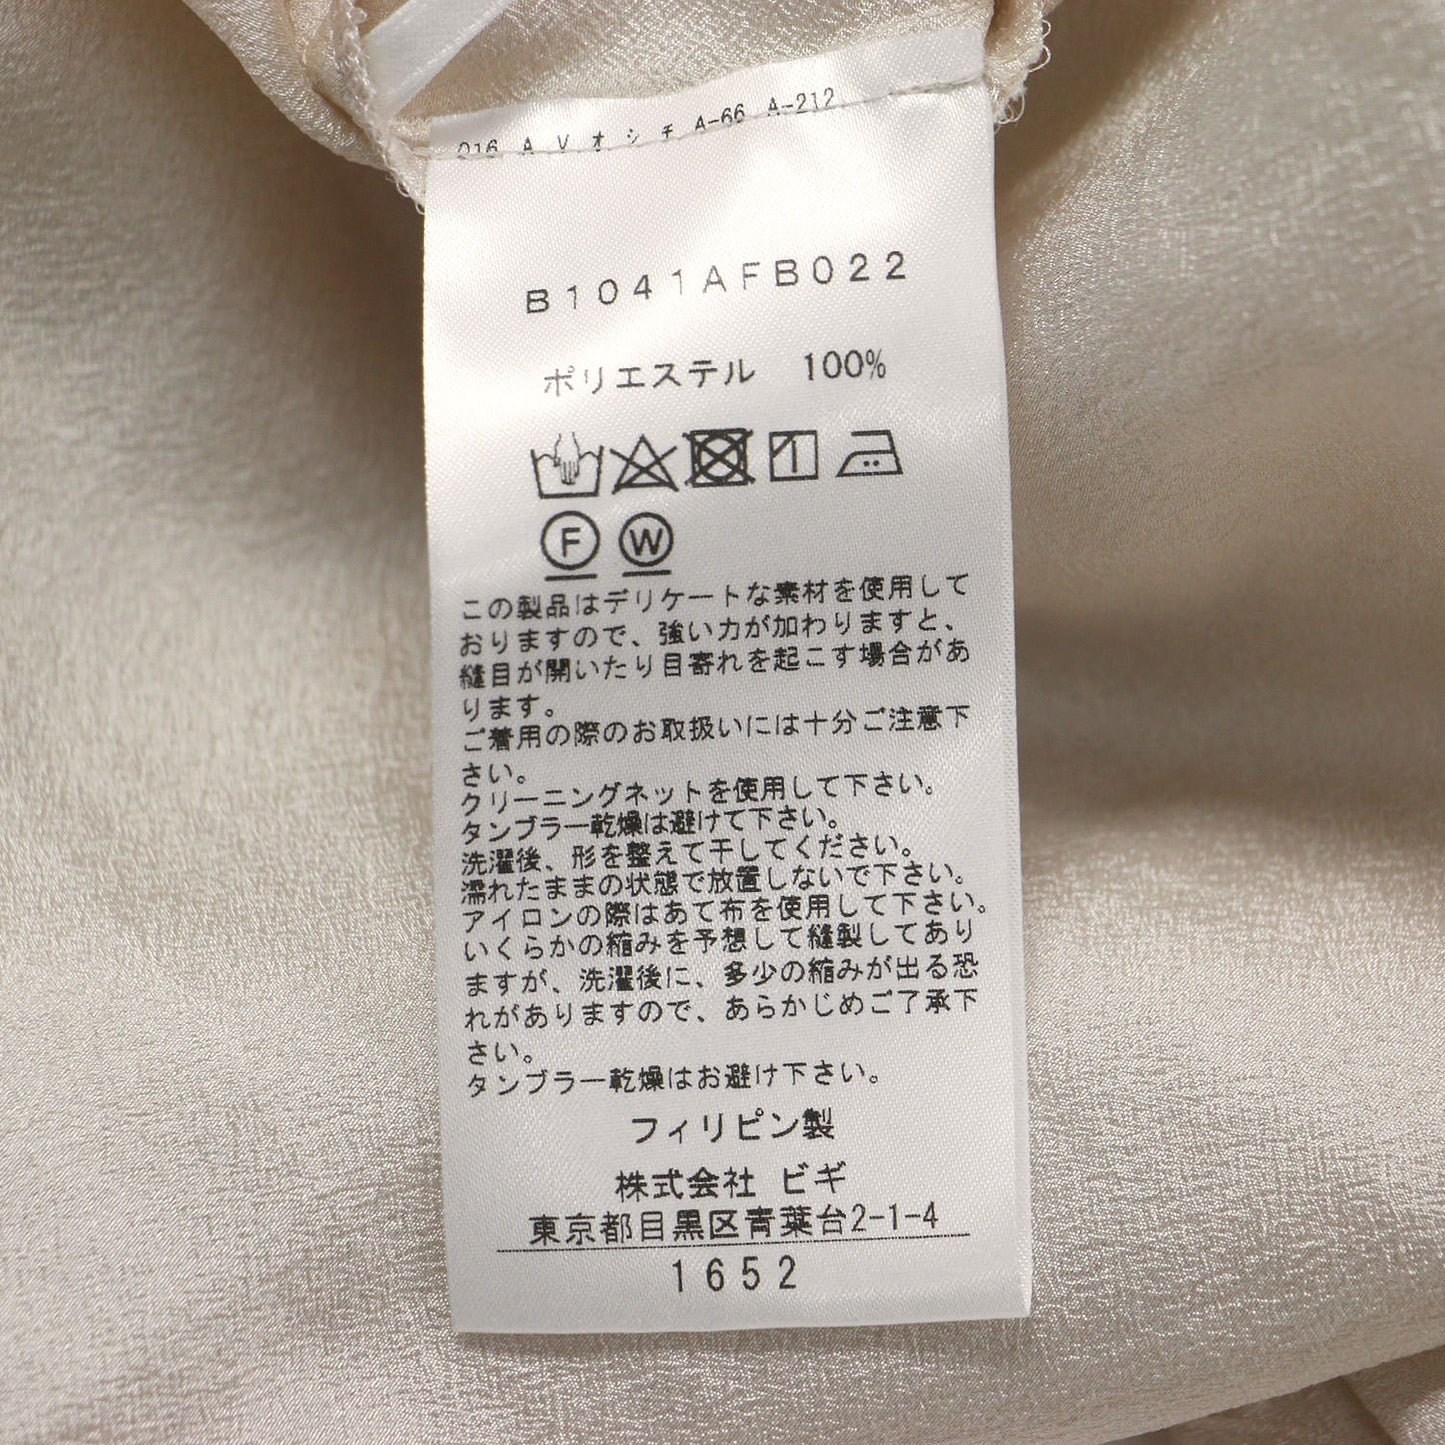 016 A V オ シ チ A-66 A-212
B1041AFB022
ポリエステル 100%
F W
この製品はデリケートな素材を使用して
おりますので、強い力が加わりますと、
縫目が開いたり目寄れを起こす場合があ
ります。
ご着用の際のお取扱いには十分ご注意下
さい。
クリーニングネットを使用して下さい。
タンブラー乾燥は避けて下さい。
洗濯後、形を整えて干してください。
濡れたままの状態で放置しないで下さい。
アイロンの際はあて布を使用して下さい。
いくらかの縮みを予想して縫製してあり
ますが、洗濯後に、多少の縮みが出る恐
れがありますので、あらかじめご了承下
さい。
タンブラー乾燥はお避け下さい。
フィリピン製
株式会社 ビギ
東京都目黒区青葉台2-1-4
1652